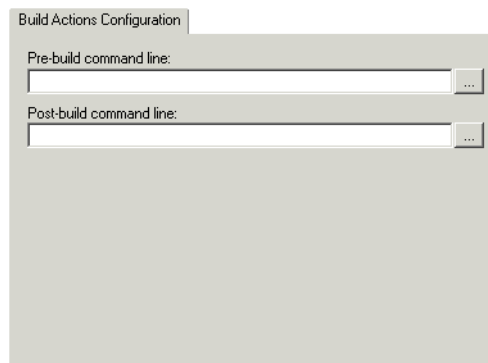 Build Actions Configuration
Pre-build command line:
...
Post-build command line:
...